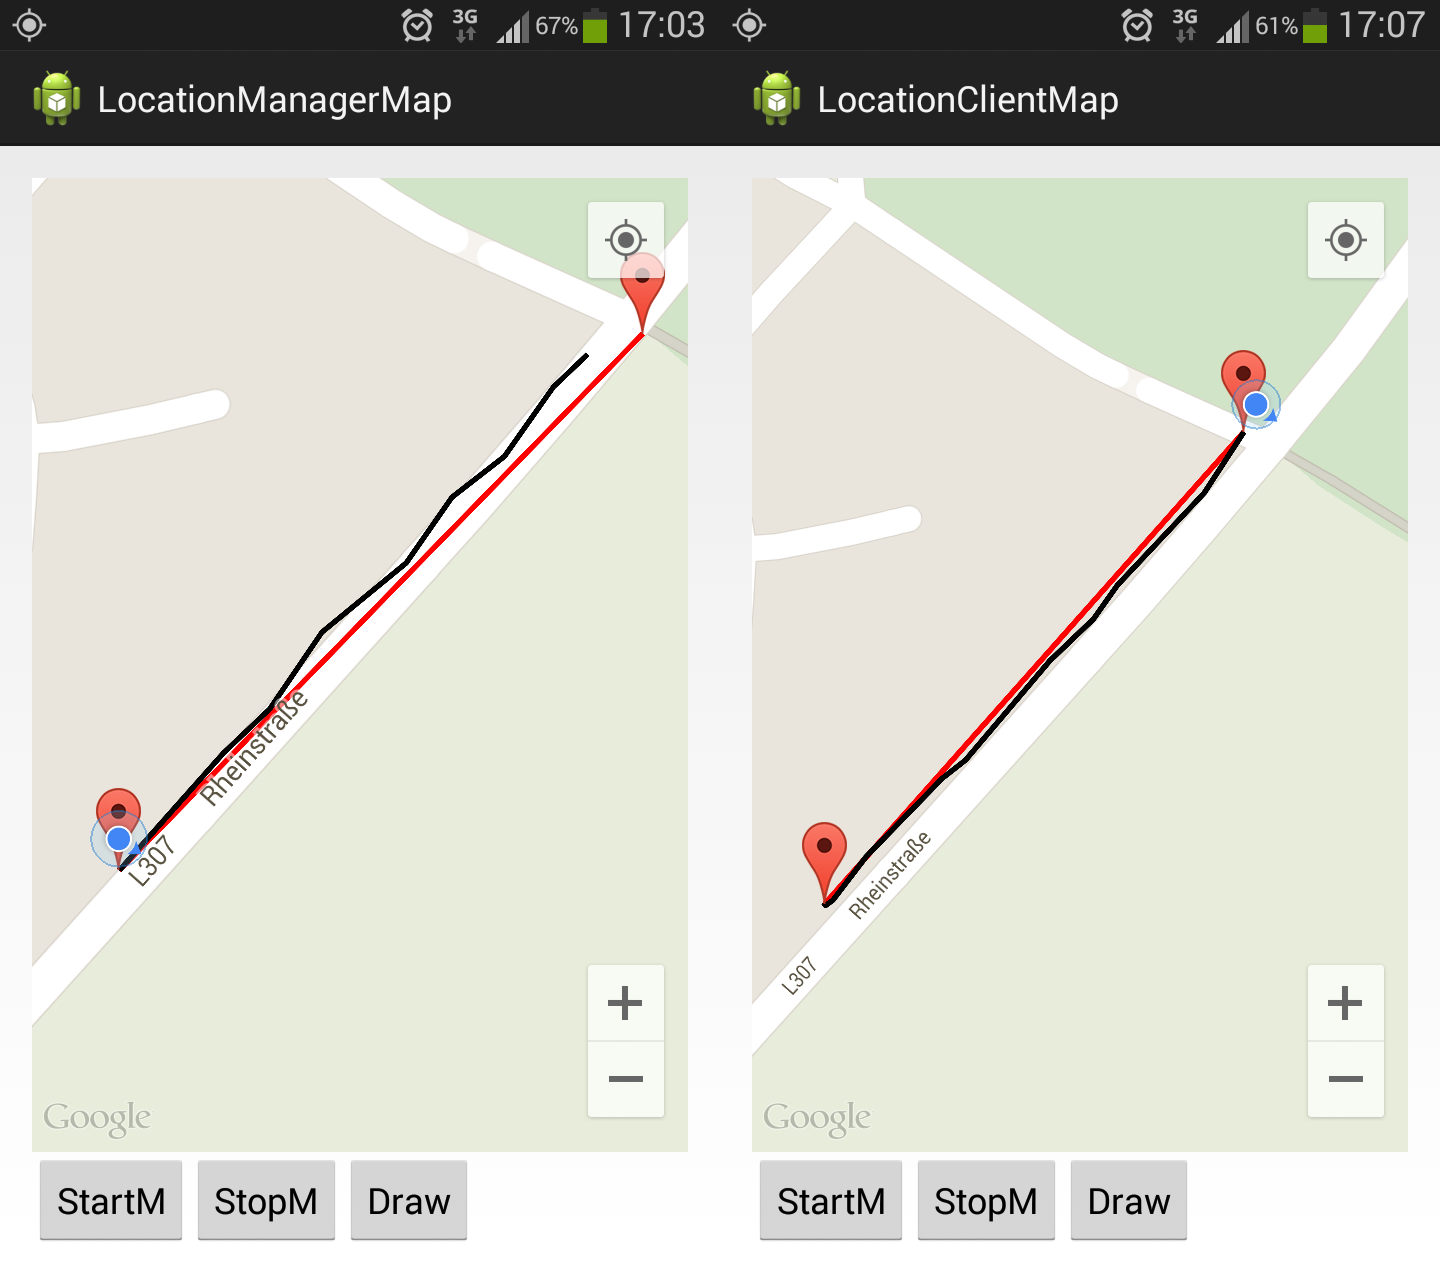 3G 67% 17:03
LocationManagerMap
Rheinstraße
L307
Google
StartM StopM Draw
3G 61% 17:07
LocationClientMap
Rheinstraße
L307
Google
StartM StopM Draw